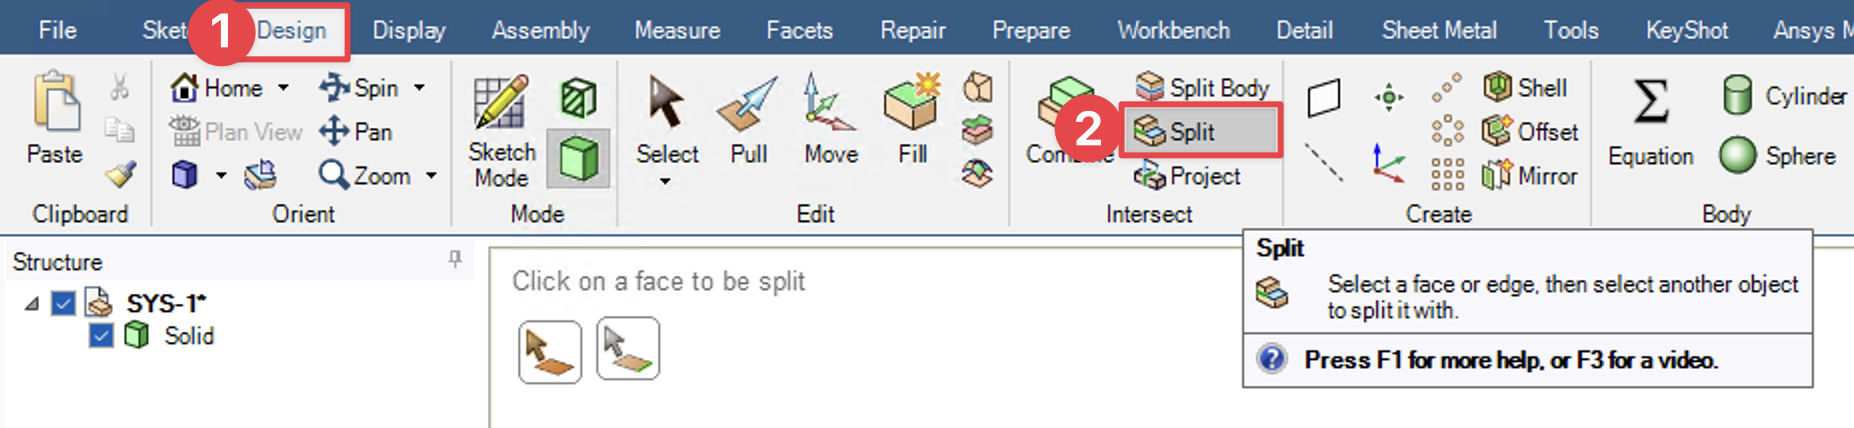 File Sket 1 Design Display Assembly Measure Facets Repair Prepare Workbench Detail Sheet Metal Tools KeyShot Ansys M
Home Spin Split Body Shell Cylinder
Plan View Pan 2 Split Offset
Paste Sketch Mode Select Pull Move Fill Com Project Equation Sphere
Zoom Mirror
Clipboard Orient Mode Edit Intersect Create Body
Structure
SYS-1*
Solid
Click on a face to be split
Split
Select a face or edge, then select another object
to split it with.
Press F1 for more help, or F3 for a video.